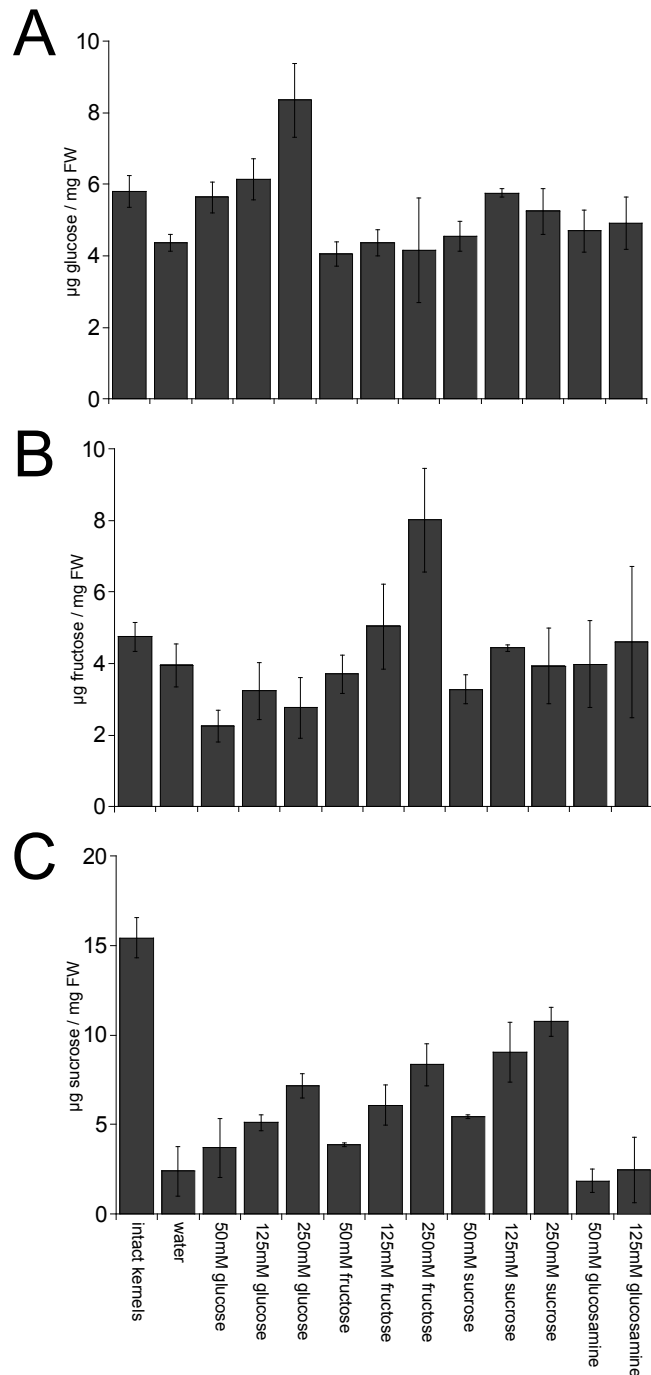 A
10
8
6
4
2
0
µg glucose / mg FW
B
10
8
6
4
2
0
µg fructose / mg FW
C
20
15
10
5
0
µg sucrose / mg FW
intact kernels
water
50mM glucose
125mM glucose
250mM glucose
50mM fructose
125mM fructose
250mM fructose
50mM sucrose
125mM sucrose
250mM sucrose
50mM glucosamine
125mM glucosamine